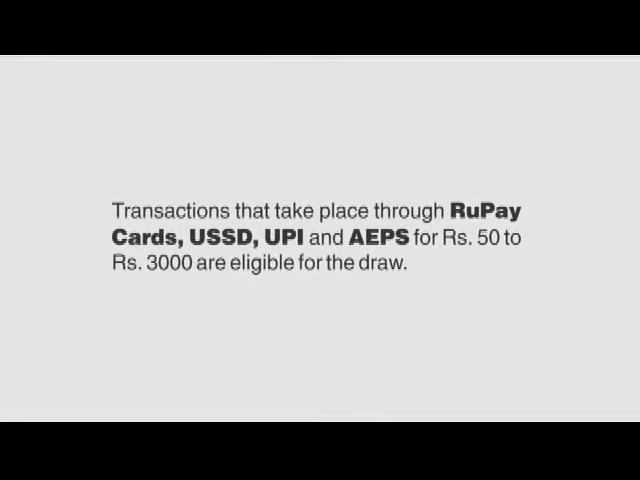 Transactions that take place through RuPay
Cards, USSD, UPI and AEPS for Rs. 50 to
Rs. 3000 are eligible for the draw.